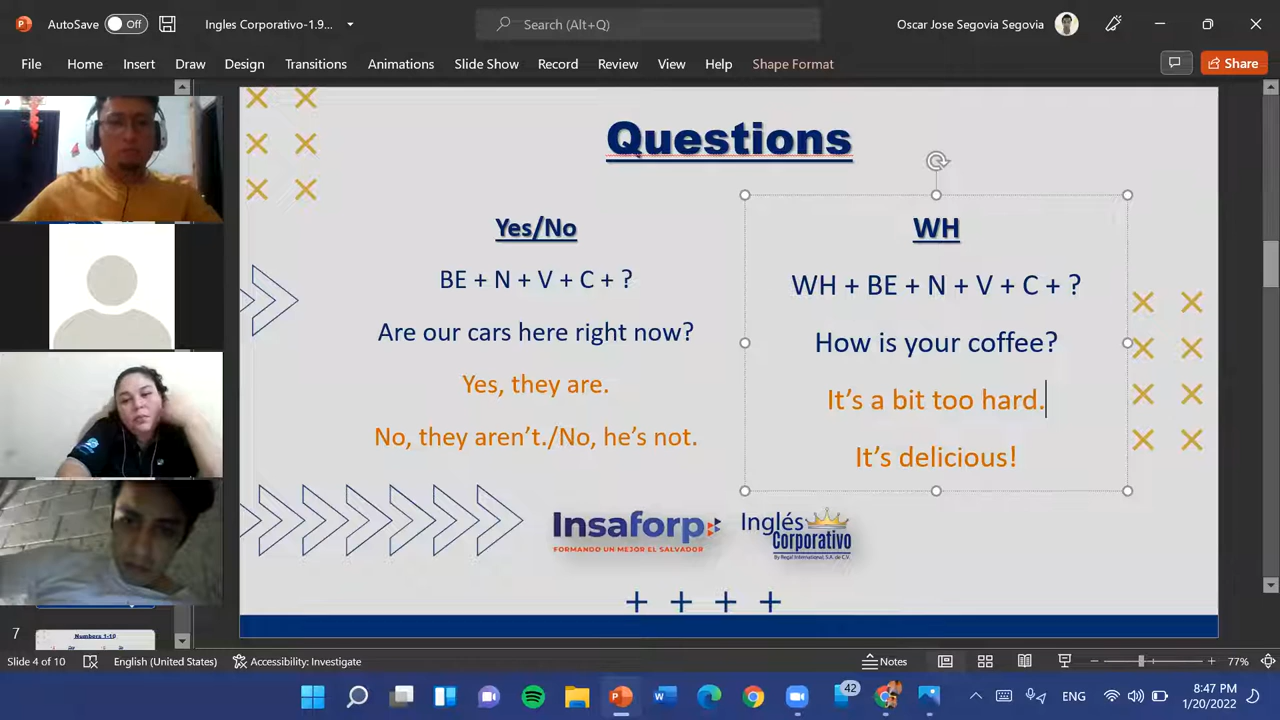 AutoSave Off Ingles Corporativo-1.9... Search (Alt+Q) Oscar Jose Segovia Segovia
File Home Insert Draw Design Transitions Animations Slide Show Record Review View Help Shape Format Share
Questions
Yes/No
BE + N + V + C + ?
Are our cars here right now?
Yes, they are.
No, they aren't./No, he's not.
WH
WH + BE + N + V + C + ?
How is your coffee?
It's a bit too hard.
It's delicious!
Insaforp
FORMANDO UN MEJOR EL SALVADOR
Inglés
Corporativo
By Regal International, S.A. de C.V.
7
Numbers 1-10
Slide 4 of 10 English (United States) Accessibility: Investigate Notes 77%
42 ENG 8:47 PM
1/20/2022